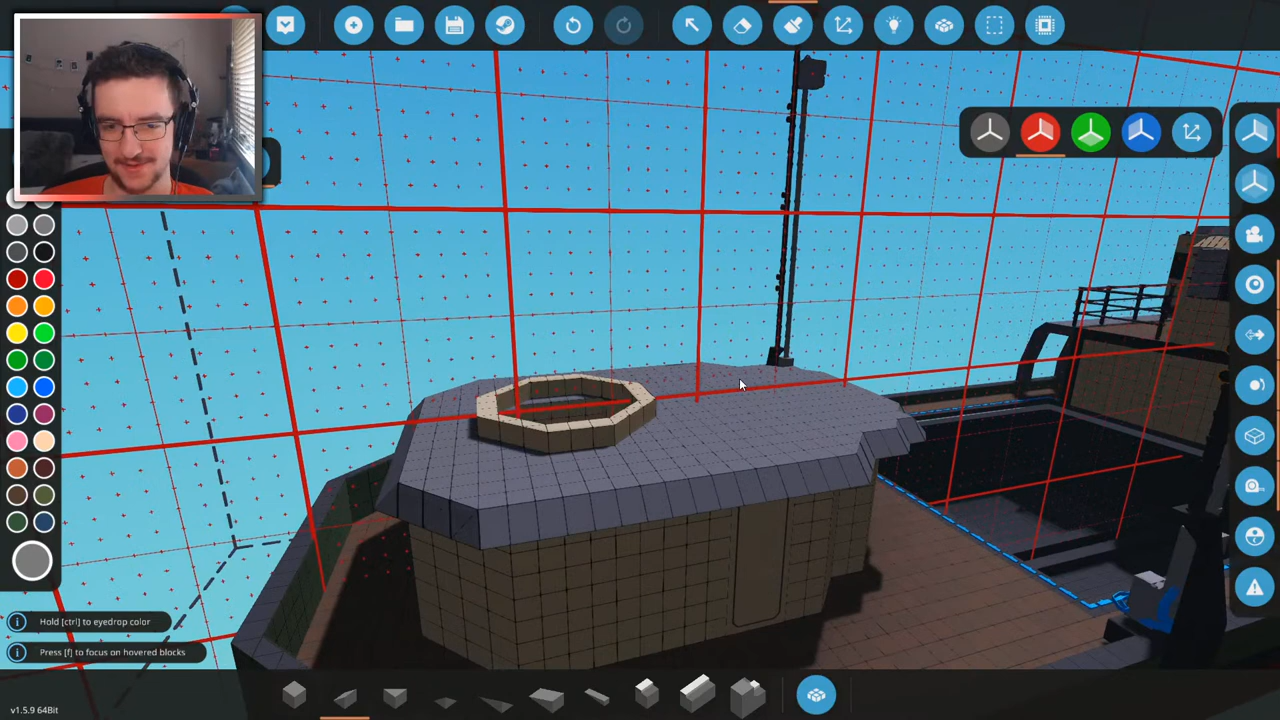 Hold [ctrl] to eyedrop color
Press [f] to focus on hovered blocks
v1.5.9 64Bit